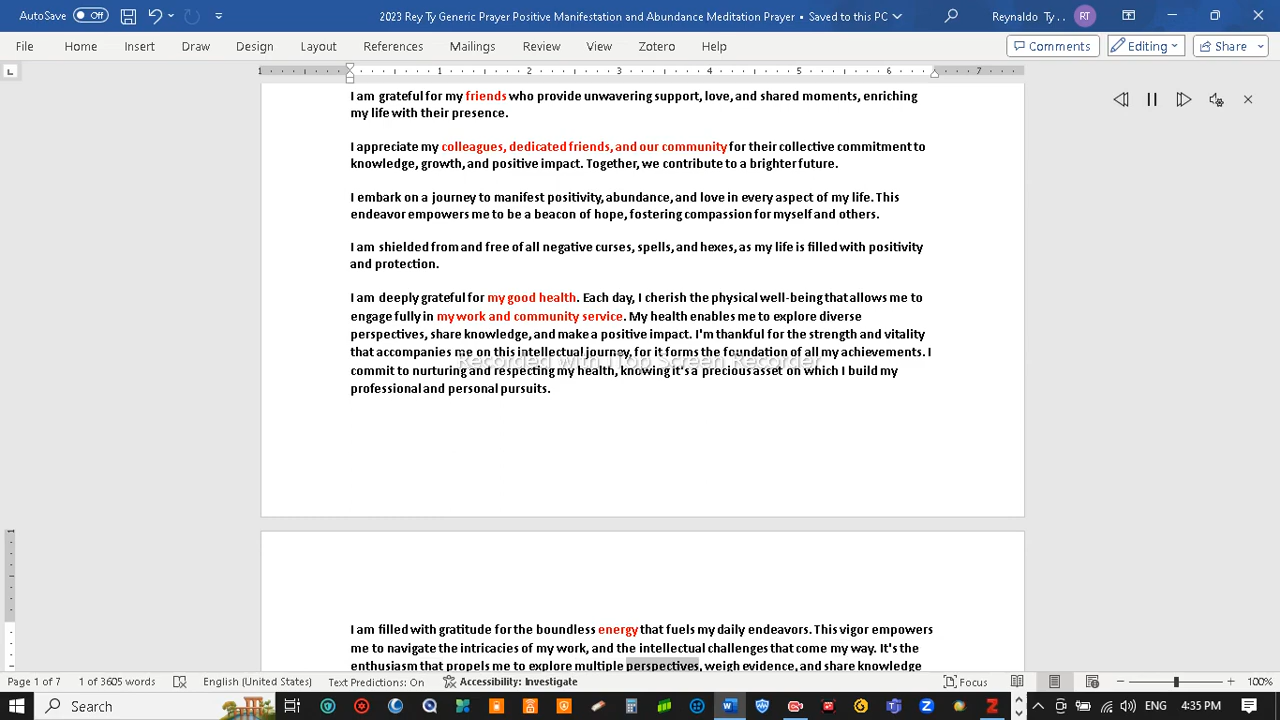 AutoSave Off
2023 Rey Ty Generic Prayer Positive Manifestation and Abundance Meditation Prayer • Saved to this PC
Reynaldo Ty ..
RT
File Home Insert Draw Design Layout References Mailings Review View Zotero Help
Comments Editing Share
1 1 2 3 4 5 6 7
I am grateful for my friends who provide unwavering support, love, and shared moments, enriching
my life with their presence.
I appreciate my colleagues, dedicated friends, and our community for their collective commitment to
knowledge, growth, and positive impact. Together, we contribute to a brighter future.
I embark on a journey to manifest positivity, abundance, and love in every aspect of my life. This
endeavor empowers me to be a beacon of hope, fostering compassion for myself and others.
I am shielded from and free of all negative curses, spells, and hexes, as my life is filled with positivity
and protection.
I am deeply grateful for my good health. Each day, I cherish the physical well-being that allows me to
engage fully in my work and community service. My health enables me to explore diverse
perspectives, share knowledge, and make a positive impact. I'm thankful for the strength and vitality
that accompanies me on this intellectual journey, for it forms the foundation of all my achievements. I
Recorded with iTop Screen Recorder
commit to nurturing and respecting my health, knowing it's a precious asset on which I build my
professional and personal pursuits.
I am filled with gratitude for the boundless energy that fuels my daily endeavors. This vigor empowers
me to navigate the intricacies of my work, and the intellectual challenges that come my way. It's the
enthusiasm that propels me to explore multiple perspectives, weigh evidence, and share knowledge
Page 1 of 7 1 of 3605 words English (United States) Text Predictions: On Accessibility: Investigate Focus 100%
Search ENG 4:35 PM